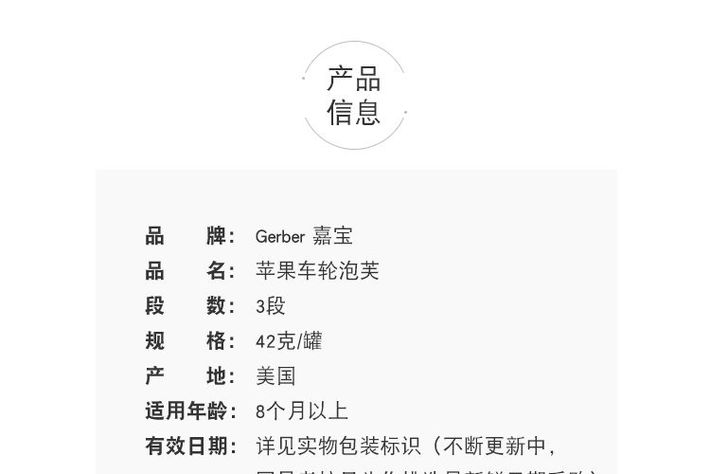 产品
信息
品 牌： Gerber 嘉宝
品 名： 苹果车轮泡芙
段 数： 3段
规 格： 42克/罐
产 地： 美国
适用年龄： 8个月以上
有效日期： 详见实物包装标识（不断更新中，